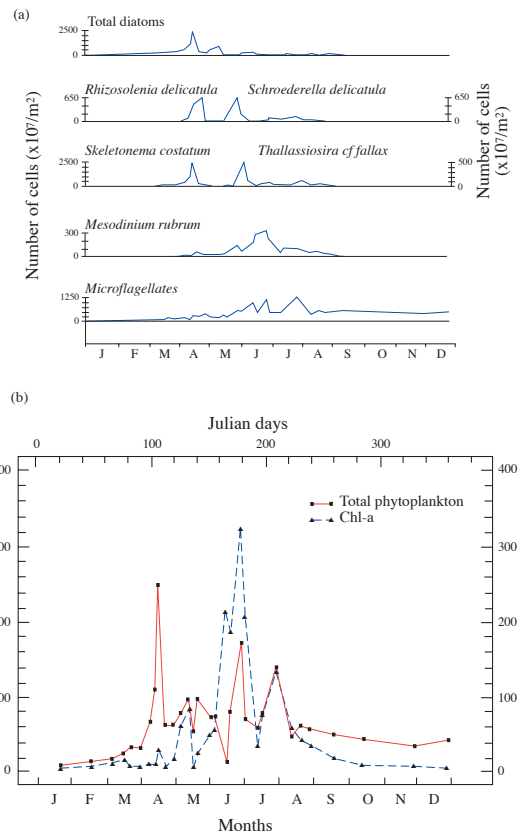 (a)
Total diatoms
2500
0
Rhizosolenia delicatula Schroederella delicatula
650 650
0 0
Skeletonema costatum Thallassiosira cf fallax
2500 500
0 0
Mesodinium rubrum
300
0
Microflagellates
1250
0
Number of cells (x10⁷/m²)
Number of cells
(x10⁷/m²)
J F M A M J J A S O N D
(b)
Julian days
0 100 200 300
Total phytoplankton
Chl-a
400
300
200
100
0
0
J F M A M J J A S O N D
Months